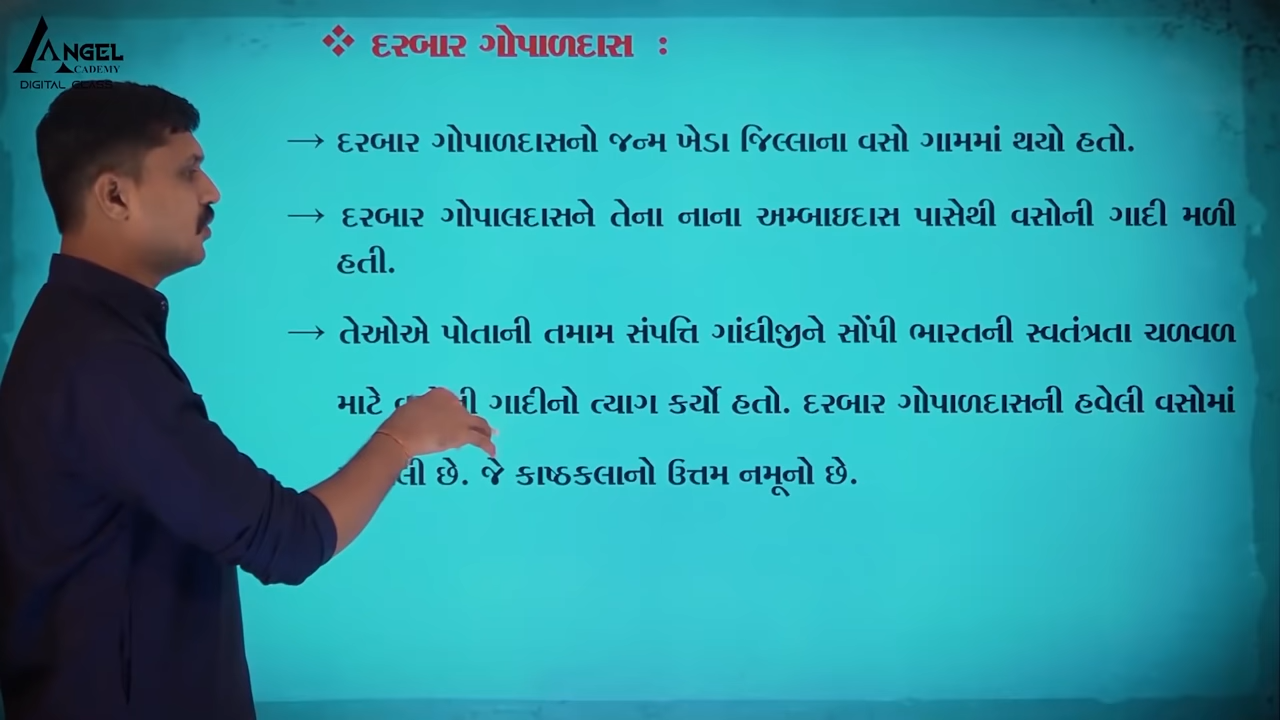 ANGEL
ACADEMY
DIGITAL CLASS
❖ દરબાર ગોપાળદાસ :
→ દરબાર ગોપાળદાસનો જન્મ ખેડા જિલ્લાના વસો ગામમાં થયો હતો.
→ દરબાર ગોપાલદાસને તેના નાના અમ્બાઇદાસ પાસેથી વસોની ગાદી મળી
હતી.
→ તેઓએ પોતાની તમામ સંપત્તિ ગાંધીજીને સોંપી ભારતની સ્વતંત્રતા ચળવળ
માટે ગાદીનો ત્યાગ કર્યો હતો. દરબાર ગોપાળદાસની હવેલી વસોમાં
છે. જે કાષ્ઠકલાનો ઉત્તમ નમૂનો છે.